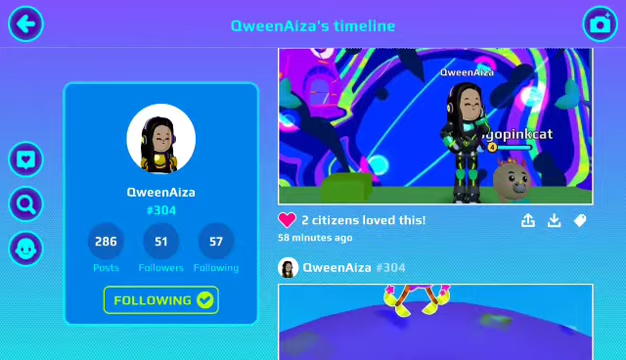 QweenAiza's timeline
QweenAiza
gopinkcat
4
QweenAiza
#304
286
51
57
Posts
Followers
Following
FOLLOWING
2 citizens loved this!
58 minutes ago
QweenAiza #304